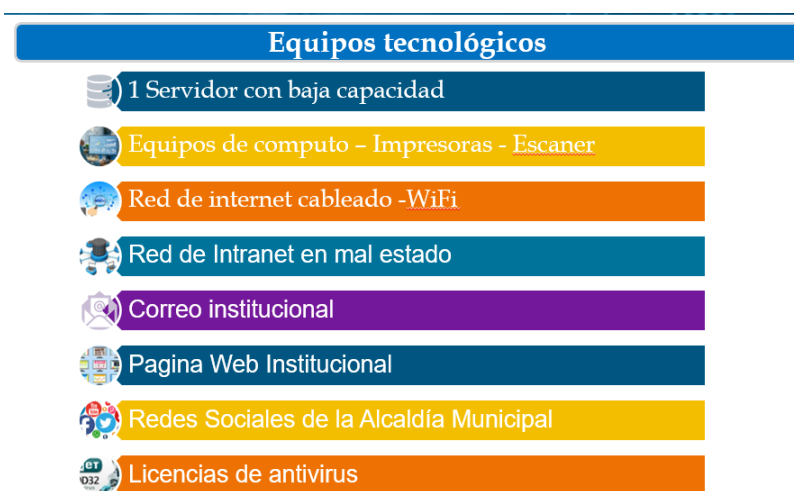 Equipos tecnológicos
1 Servidor con baja capacidad
Equipos de computo – Impresoras - Escaner
Red de internet cableado -WiFi
Red de Intranet en mal estado
Correo institucional
Pagina Web Institucional
Redes Sociales de la Alcaldía Municipal
Licencias de antivirus